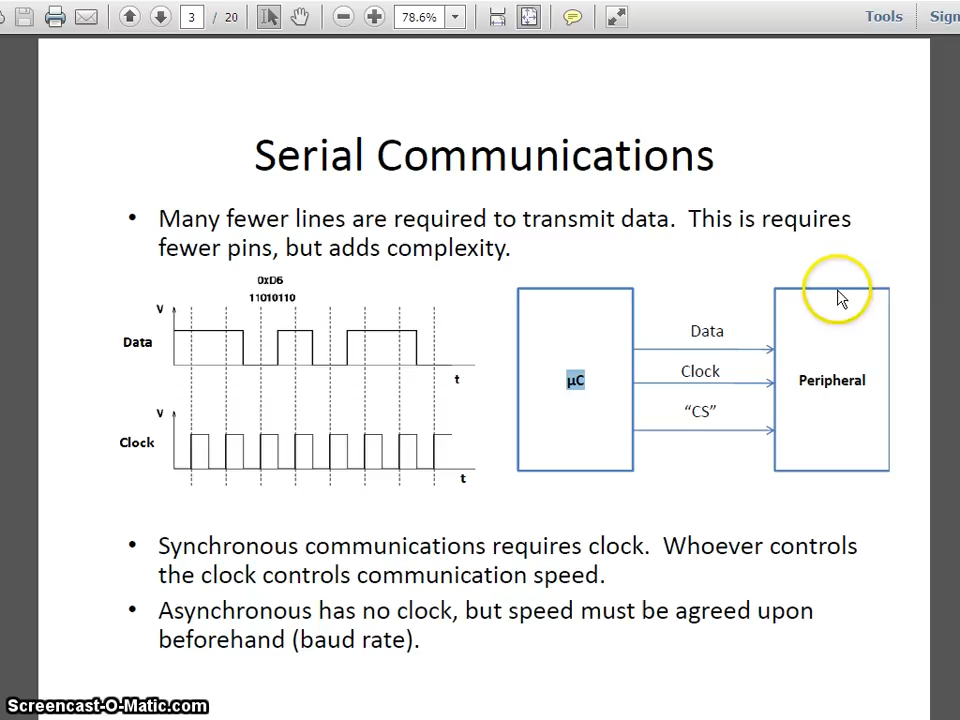 3 / 20
78.6%
Tools
Sign
Serial Communications
• Many fewer lines are required to transmit data. This is requires
fewer pins, but adds complexity.
0xD6
11010110
V
Data
t
V
Clock
t
µC
Data
Clock
“CS”
Peripheral
• Synchronous communications requires clock. Whoever controls
the clock controls communication speed.
• Asynchronous has no clock, but speed must be agreed upon
beforehand (baud rate).
Screencast-O-Matic.com